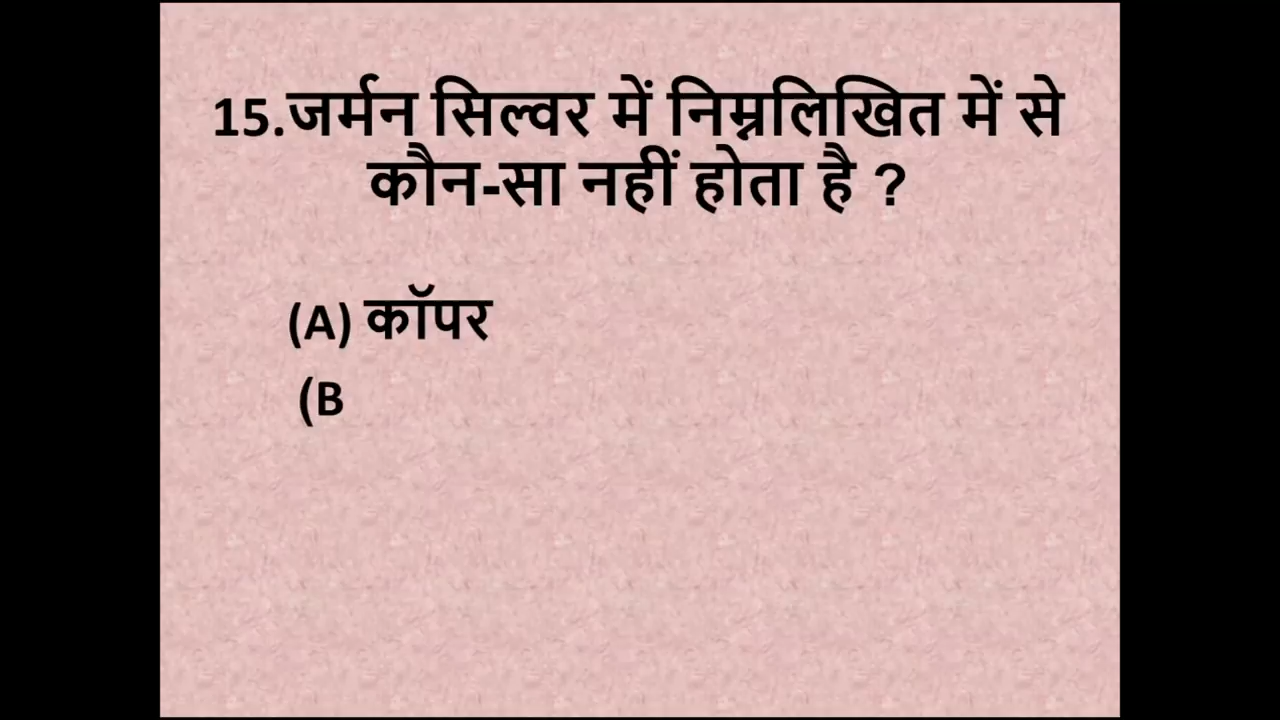 15.जर्मन सिल्वर में निम्नलिखित में से
कौन-सा नहीं होता है ?
(A) कॉपर
(B